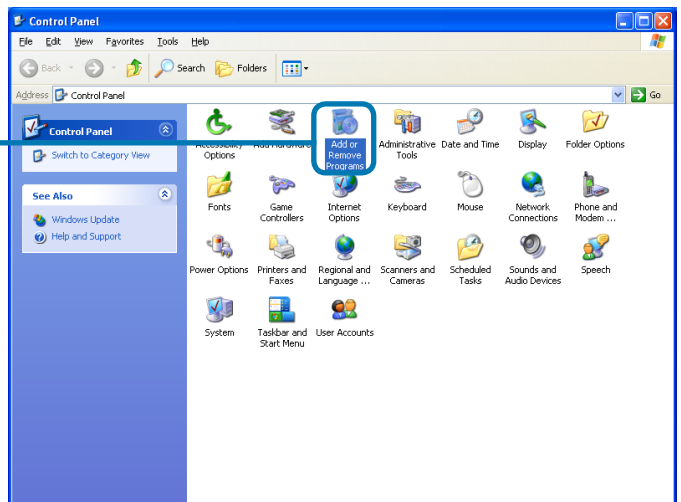 Control Panel
File Edit View Favorites Tools Help
Back Search Folders
Address Control Panel Go
Control Panel
Switch to Category View
See Also
Windows Update
Help and Support
Accessibility Options
Add Hardware
Add or
Remove
Programs
Administrative
Tools
Date and Time
Display
Folder Options
Fonts
Game
Controllers
Internet
Options
Keyboard
Mouse
Network
Connections
Phone and
Modem ...
Power Options
Printers and
Faxes
Regional and
Language ...
Scanners and
Cameras
Scheduled
Tasks
Sounds and
Audio Devices
Speech
System
Taskbar and
Start Menu
User Accounts